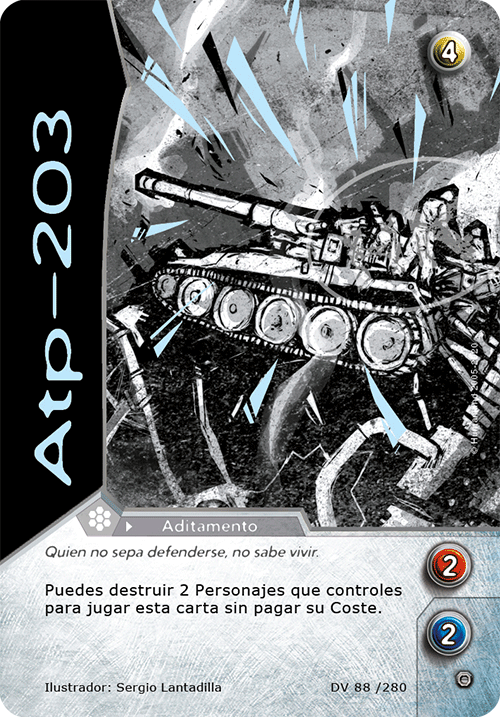 4
Atp-203
Aditamento
Quien no sepa defenderse, no sabe vivir.
Puedes destruir 2 Personajes que controles
para jugar esta carta sin pagar su Coste.
2
2
Ilustrador: Sergio Lantadilla
DV 88 /280